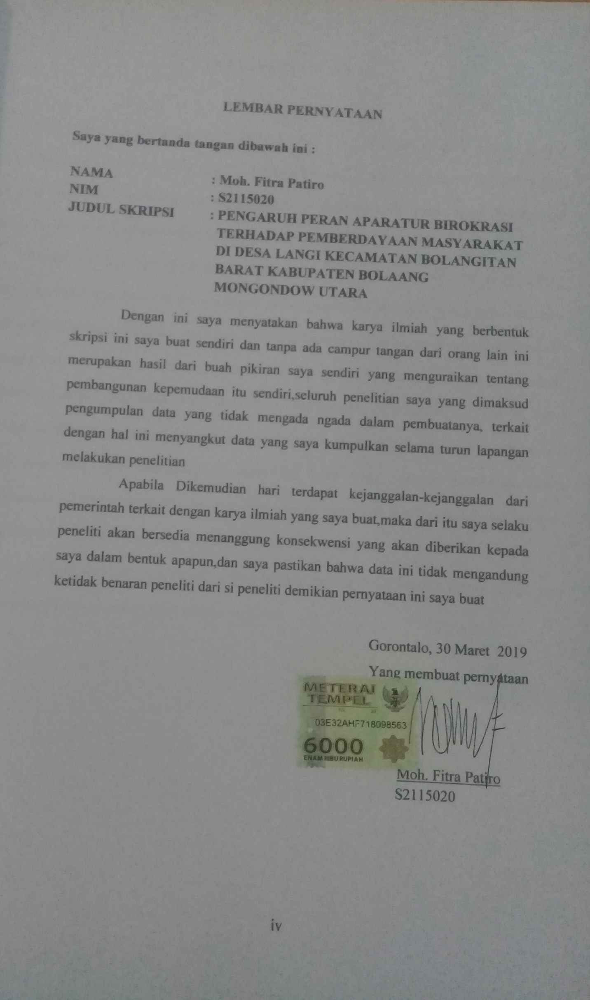 LEMBAR PERNYATAAN
Saya yang bertanda tangan dibawah ini :
NAMA : Moh. Fitra Patiro
NIM : S2115020
JUDUL SKRIPSI : PENGARUH PERAN APARATUR BIROKRASI
TERHADAP PEMBERDAYAAN MASYARAKAT
DI DESA LANGI KECAMATAN BOLANGITAN
BARAT KABUPATEN BOLAANG
MONGONDOW UTARA
Dengan ini saya menyatakan bahwa karya ilmiah yang berbentuk
skripsi ini saya buat sendiri dan tanpa ada campur tangan dari orang lain ini
merupakan hasil dari buah pikiran saya sendiri yang menguraikan tentang
pembangunan kepemudaan itu sendiri,seluruh penelitian saya yang dimaksud
pengumpulan data yang tidak mengada ngada dalam pembuatanya, terkait
dengan hal ini menyangkut data yang saya kumpulkan selama turun lapangan
melakukan penelitian
Apabila Dikemudian hari terdapat kejanggalan-kejanggalan dari
pemerintah terkait dengan karya ilmiah yang saya buat,maka dari itu saya selaku
peneliti akan bersedia menanggung konsekwensi yang akan diberikan kepada
saya dalam bentuk apapun,dan saya pastikan bahwa data ini tidak mengandung
ketidak benaran peneliti dari si peneliti demikian pernyataan ini saya buat
Gorontalo, 30 Maret 2019
Yang membuat pernyataan
METERAI
TEMPEL
03E32AHF718098563
6000
ENAM RIBU RUPIAH
Moh. Fitra Patiro
S2115020
iv